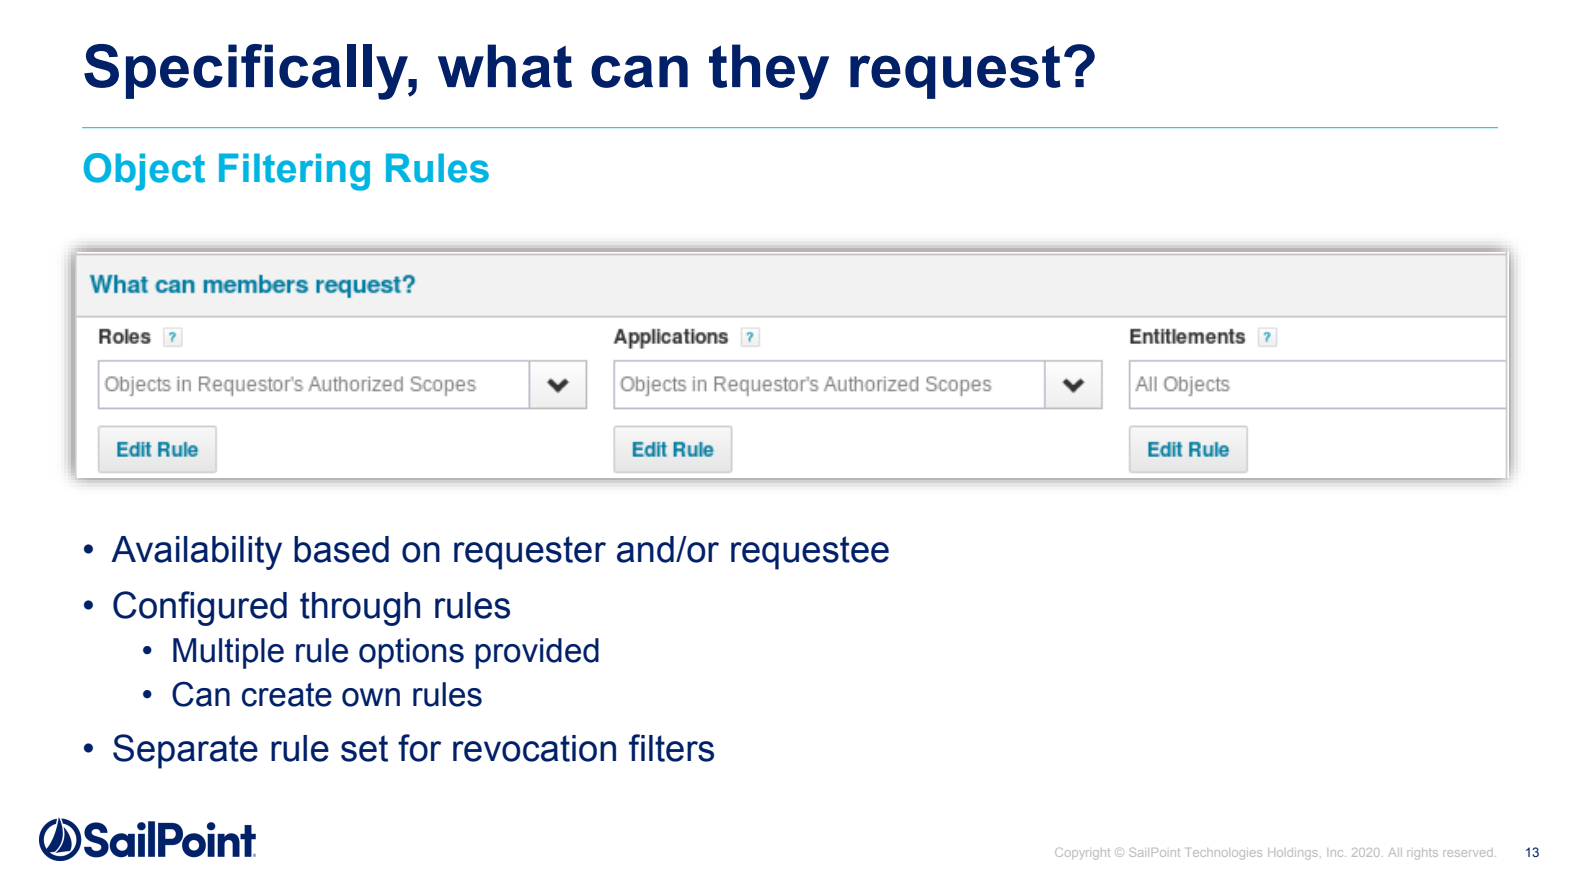 Specifically, what can they request?
Object Filtering Rules
What can members request?
Roles ? Applications ? Entitlements ?
Objects in Requestor's Authorized Scopes Objects in Requestor's Authorized Scopes All Objects
Edit Rule Edit Rule Edit Rule
• Availability based on requester and/or requestee
• Configured through rules
• Multiple rule options provided
• Can create own rules
• Separate rule set for revocation filters
SailPoint
Copyright © SailPoint Technologies Holdings, Inc. 2020. All rights reserved. 13